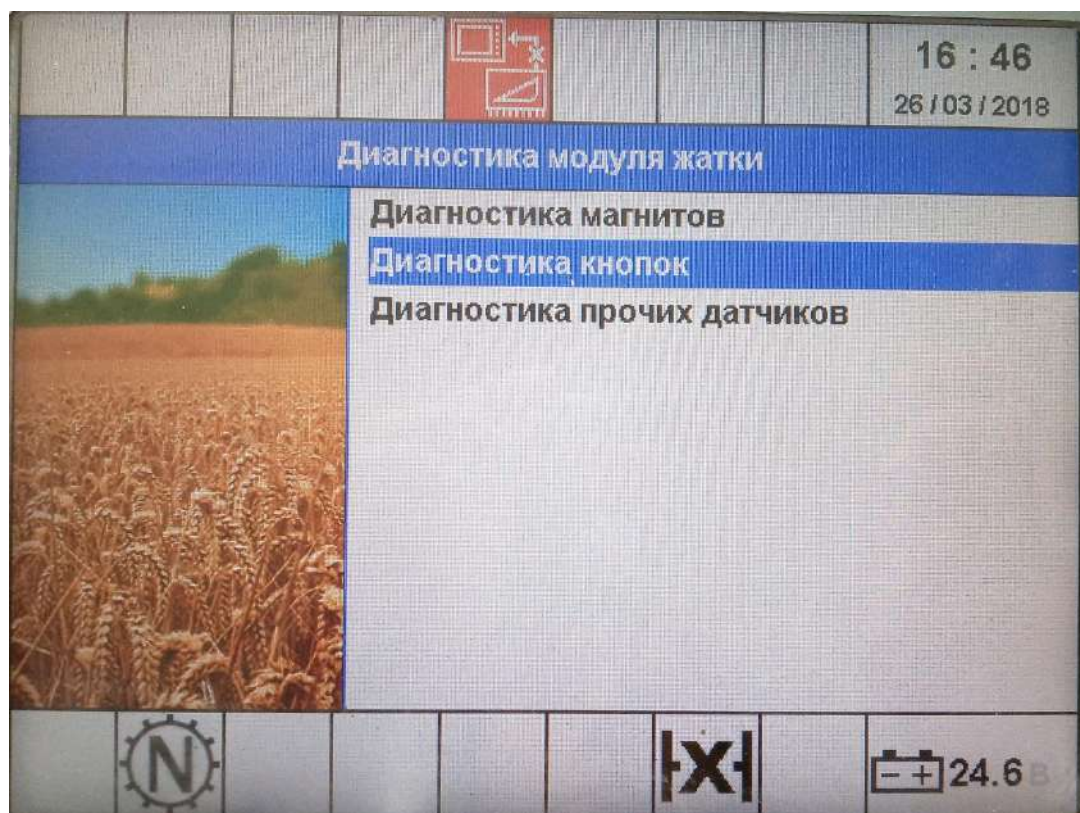 16 : 46
26 / 03 / 2018
Диагностика модуля жатки
Диагностика магнитов
Диагностика кнопок
Диагностика прочих датчиков
N
X
- + 24.6 В